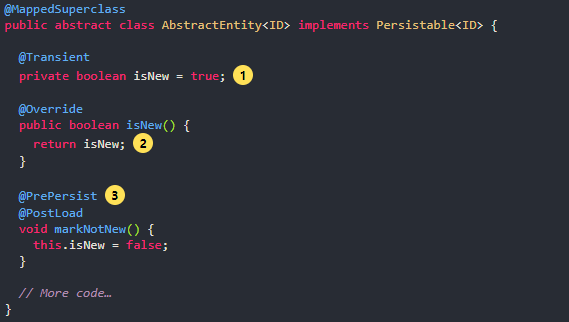 @MappedSuperclass
public abstract class AbstractEntity<ID> implements Persistable<ID> {
@Transient
private boolean isNew = true; 1
@Override
public boolean isNew() {
return isNew; 2
}
@PrePersist 3
@PostLoad
void markNotNew() {
this.isNew = false;
}
// More code…
}